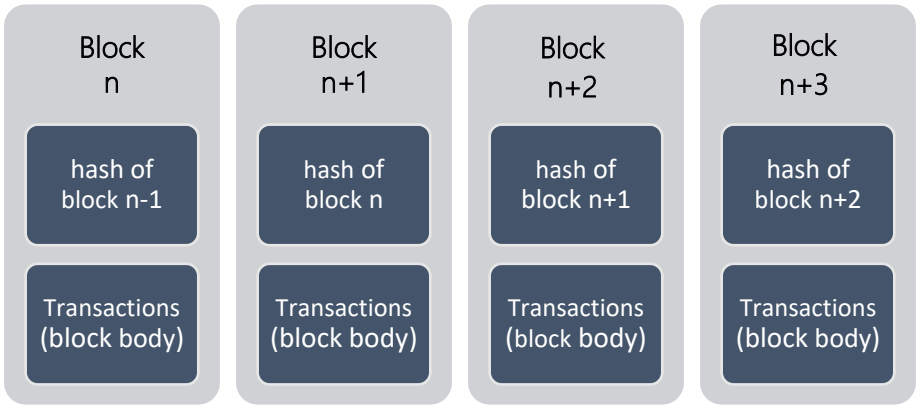 Block
n
hash of
block n-1
Transactions
(block body)
Block
n+1
hash of
block n
Transactions
(block body)
Block
n+2
hash of
block n+1
Transactions
(block body)
Block
n+3
hash of
block n+2
Transactions
(block body)